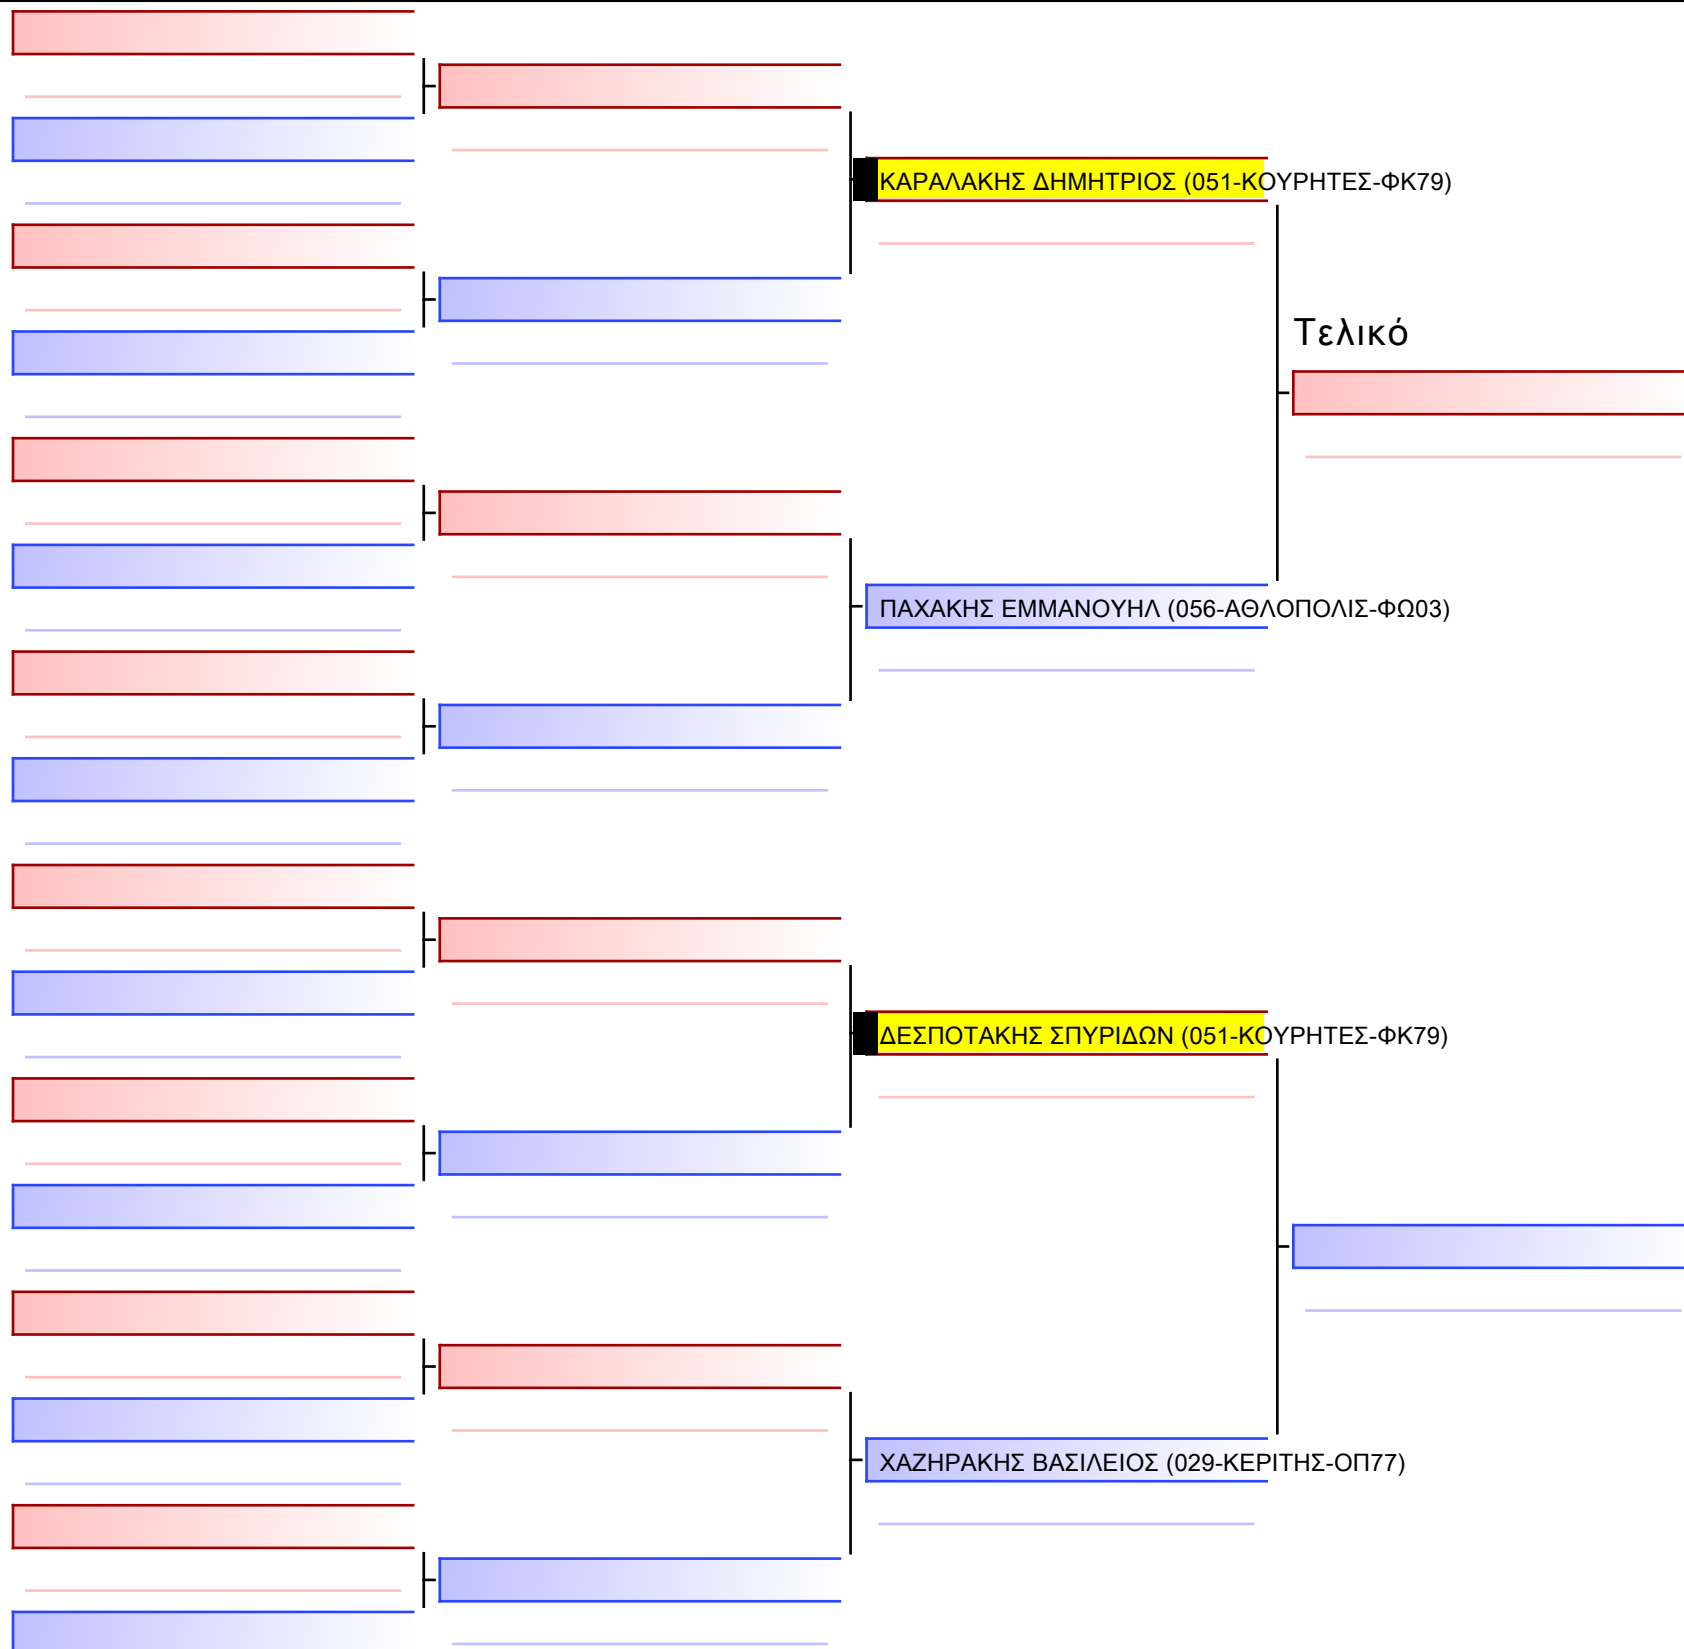 ΚΑΡΑΛΑΚΗΣ ΔΗΜΗΤΡΙΟΣ (051-ΚΟΥΡΗΤΕΣ-ΦΚ79)
Τελικό
ΠΑΧΑΚΗΣ ΕΜΜΑΝΟΥΗΛ (056-ΑΘΛΟΠΟΛΙΣ-ΦΩ03)
ΔΕΣΠΟΤΑΚΗΣ ΣΠΥΡΙΔΩΝ (051-ΚΟΥΡΗΤΕΣ-ΦΚ79)
ΧΑΖΗΡΑΚΗΣ ΒΑΣΙΛΕΙΟΣ (029-ΚΕΡΙΤΗΣ-ΟΠ77)